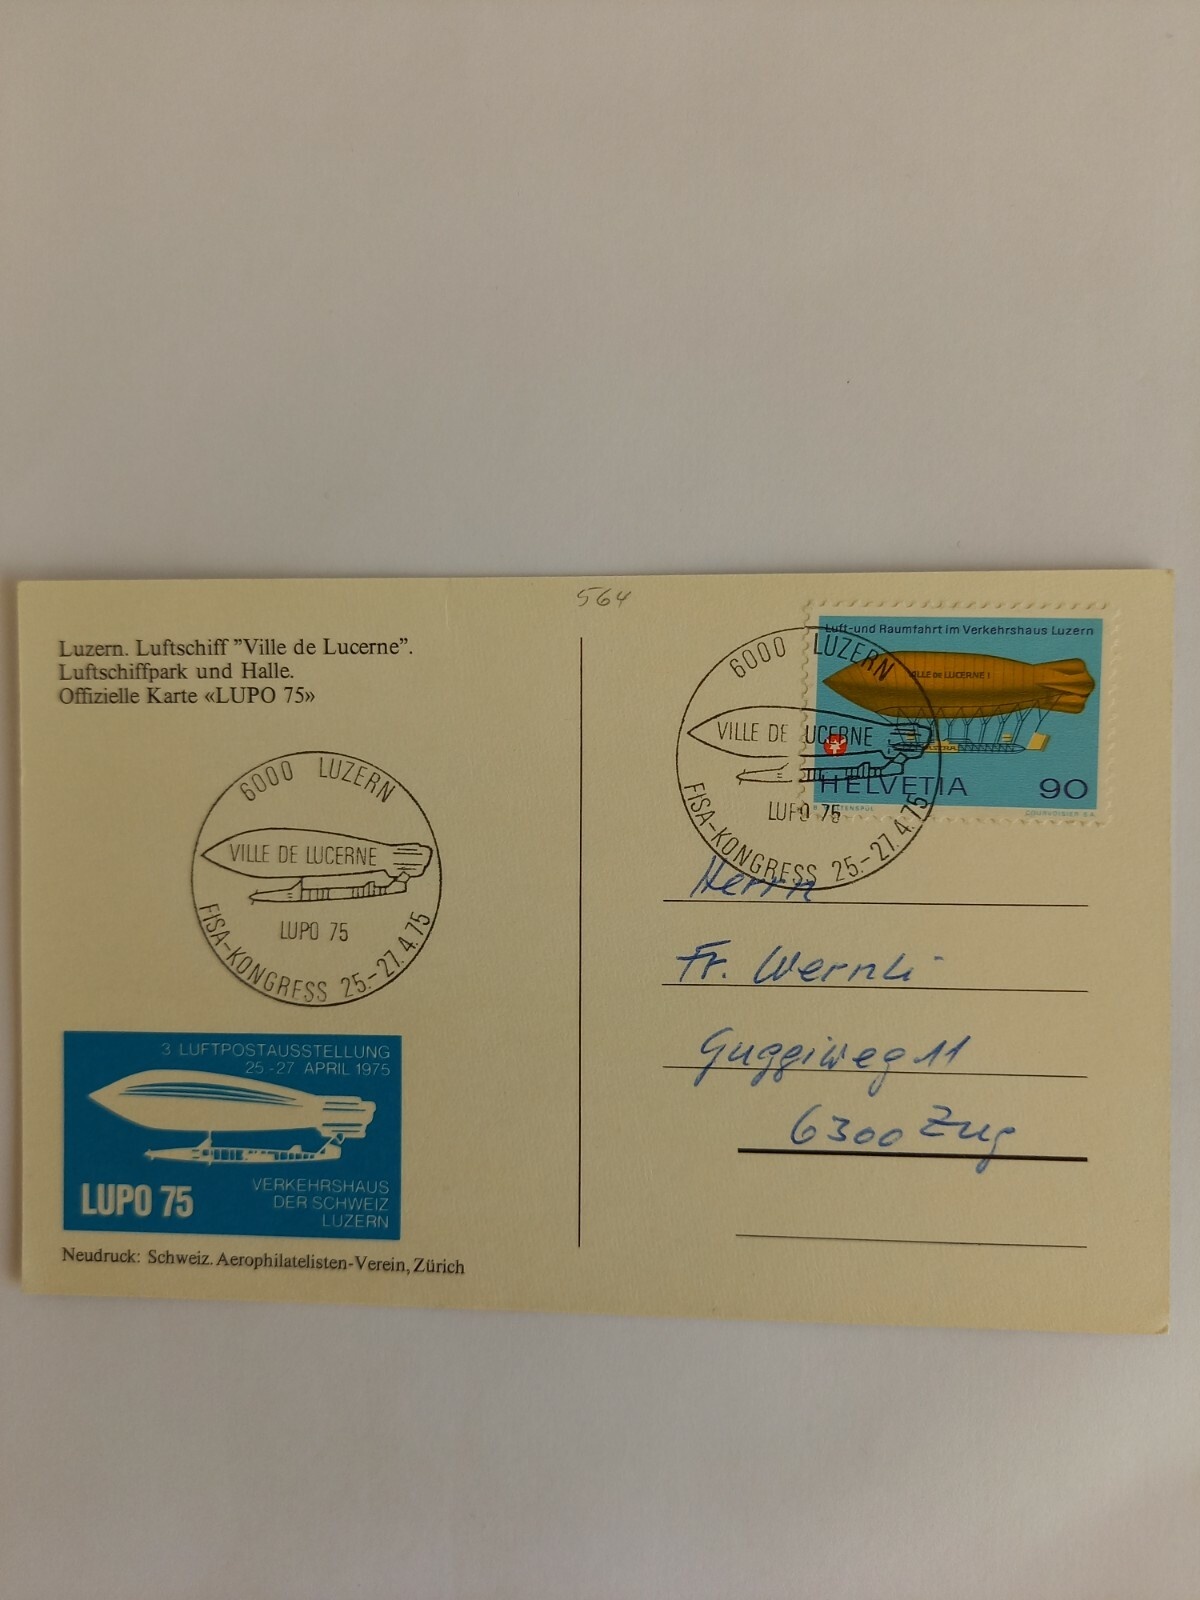 564
Luzern. Luftschiff "Ville de Lucerne".
Luftschiffpark und Halle.
Offizielle Karte «LUPO 75»
6000 LUZERN
VILLE DE LUCERNE
LUPO 75
FISA-KONGRESS 25.-27.4.75
3 LUFTPOSTAUSSTELLUNG
25-27 APRIL 1975
LUPO 75
VERKEHRSHAUS
DER SCHWEIZ
LUZERN
Neudruck: Schweiz. Aerophilatelisten-Verein, Zürich
Luft-und Raumfahrt im Verkehrshaus Luzern
VILLE de LUCERNE I
HELVETIA 90
COURVOISIER S.A.
6000 LUZERN
VILLE DE LUCERNE
LUPO 75
FISA-KONGRESS 25.-27.4.75
Herrn
Fr. Wernli
Guggiweg 11
6300 Zug